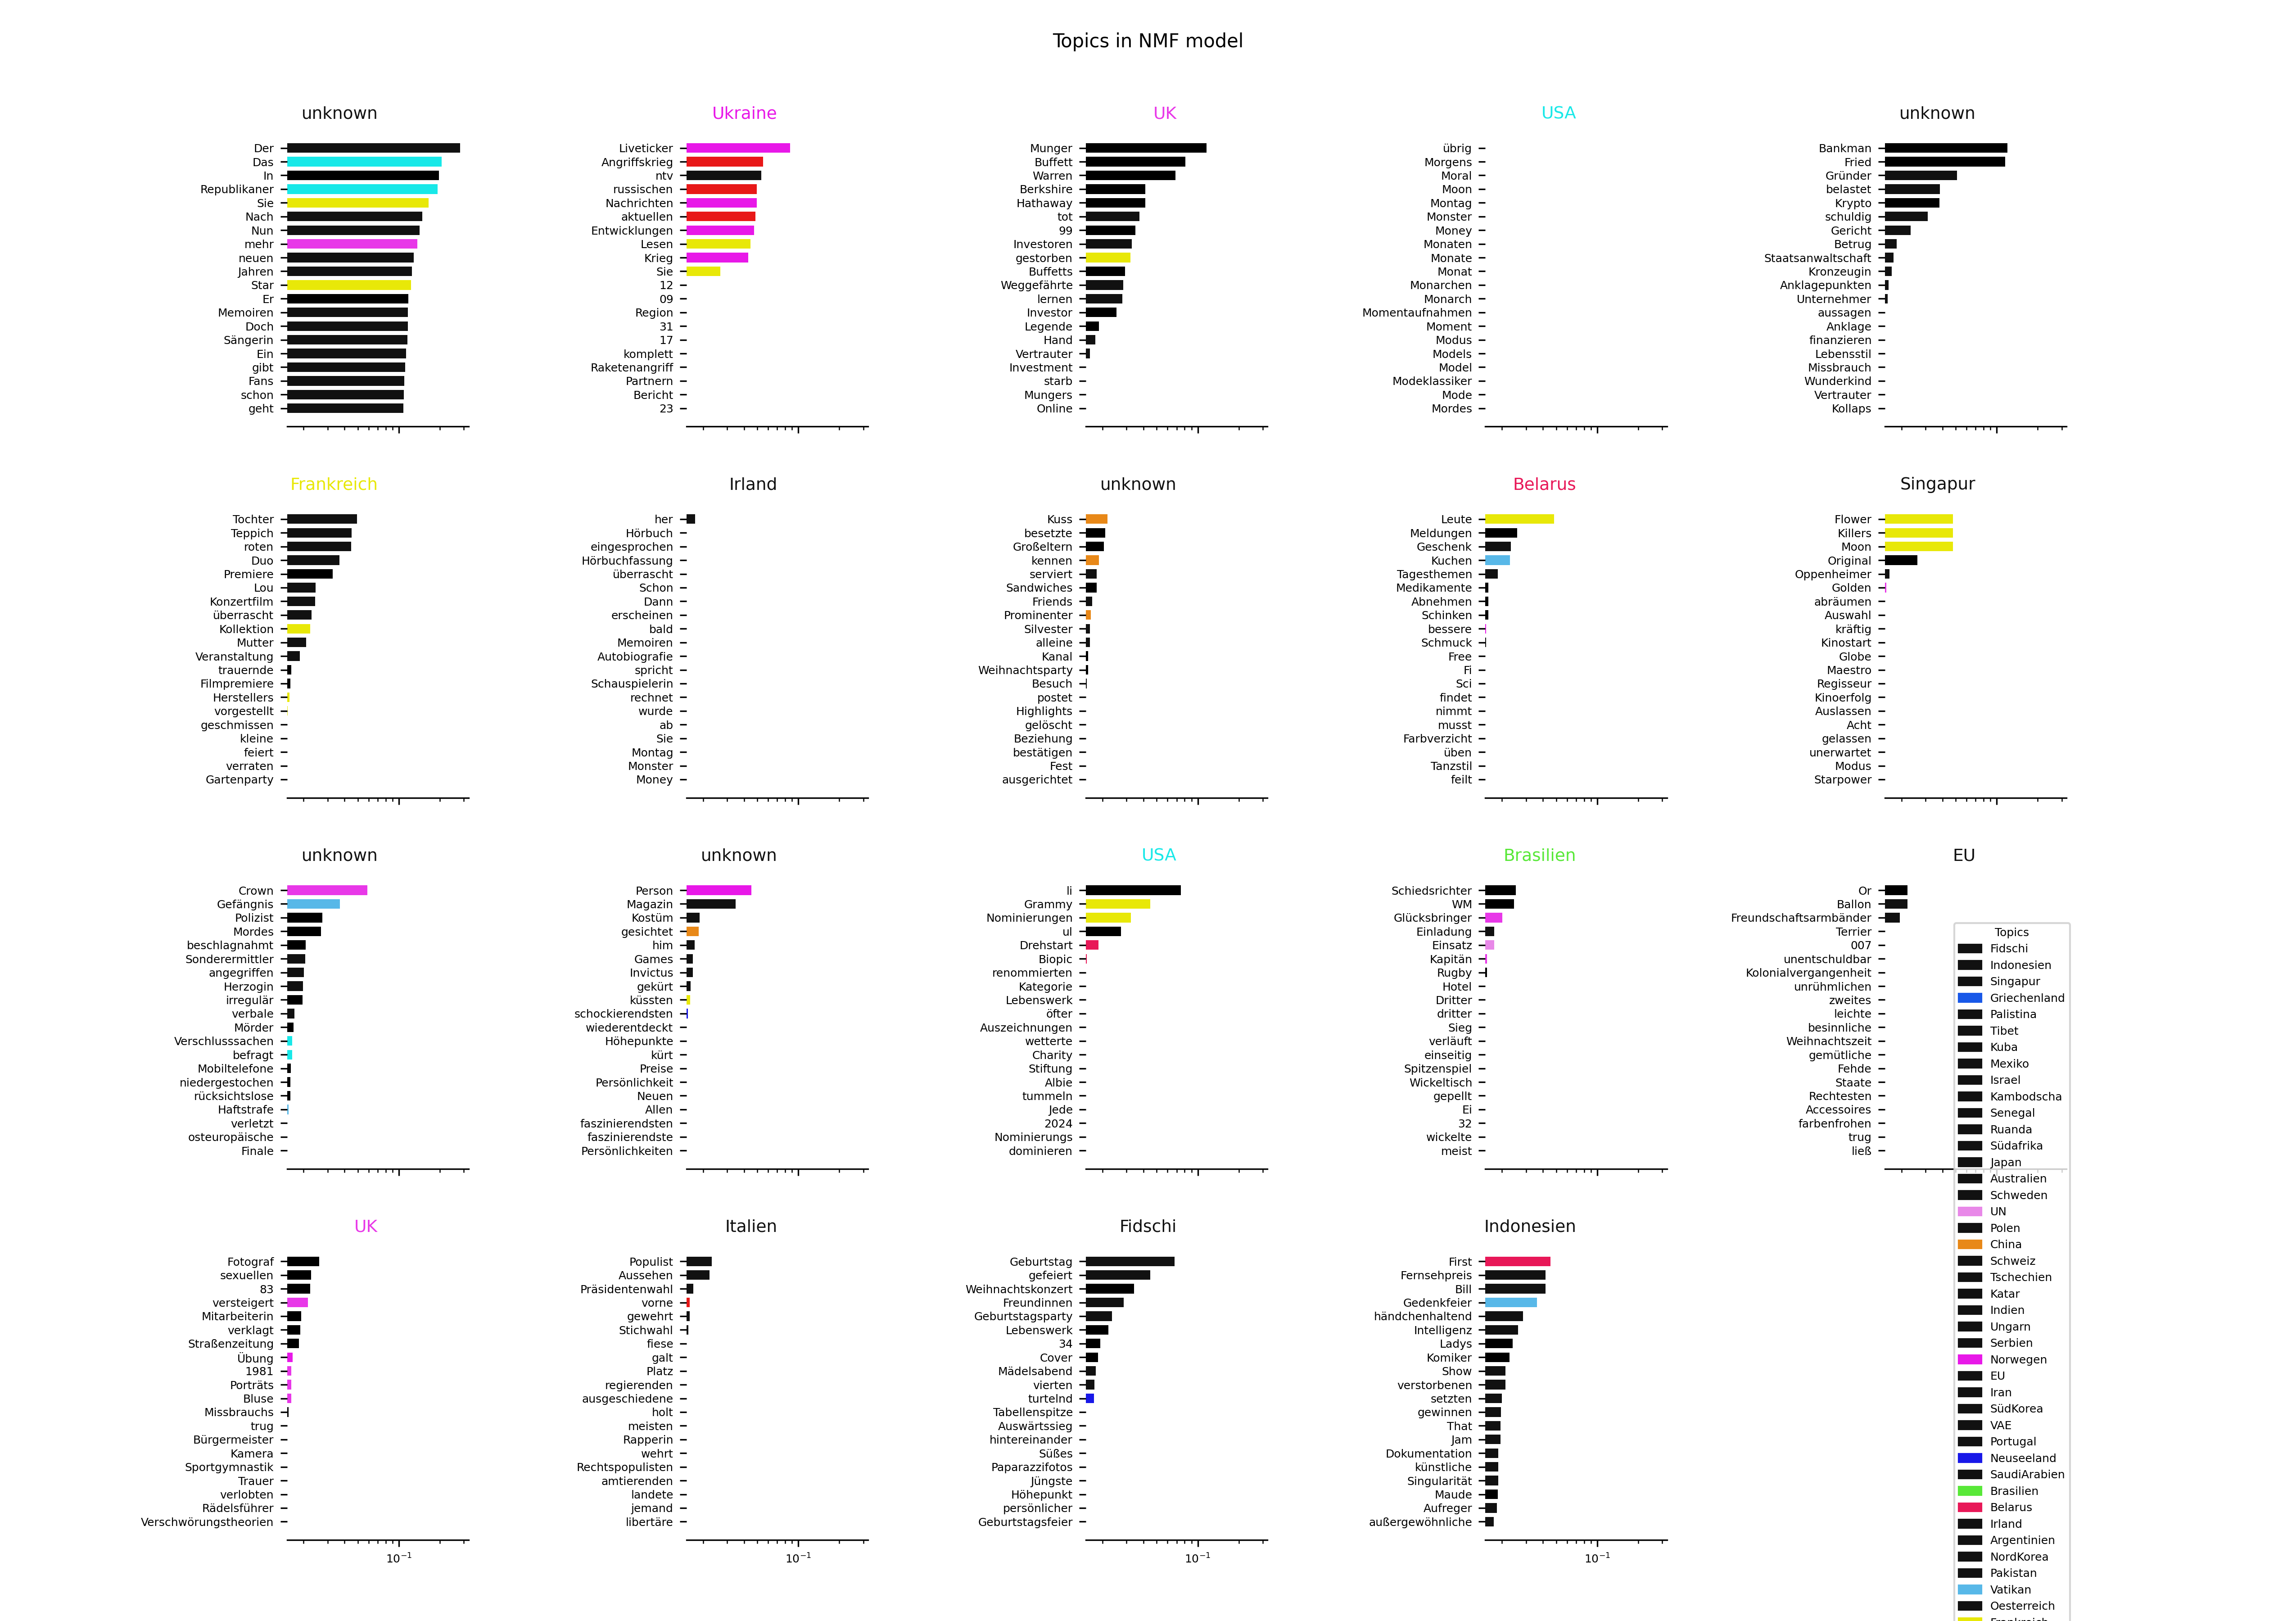 Topics in NMF model
unknown
Der
Das
In
Republikaner
Sie
Nach
Nun
mehr
neuen
Jahren
Star
Er
Memoiren
Doch
Sängerin
Ein
gibt
Fans
schon
geht
Ukraine
Liveticker
Angriffskrieg
ntv
russischen
Nachrichten
aktuellen
Entwicklungen
Lesen
Krieg
Sie
12
09
Region
31
17
komplett
Raketenangriff
Partnern
Bericht
23
UK
Munger
Buffett
Warren
Berkshire
Hathaway
tot
99
Investoren
gestorben
Buffetts
Weggefährte
lernen
Investor
Legende
Hand
Vertrauter
Investment
starb
Mungers
Online
USA
übrig
Morgens
Moral
Moon
Montag
Monster
Money
Monaten
Monate
Monat
Monarchen
Monarch
Momentaufnahmen
Moment
Modus
Models
Model
Modeklassiker
Mode
Mordes
unknown
Bankman
Fried
Gründer
belastet
Krypto
schuldig
Gericht
Betrug
Staatsanwaltschaft
Kronzeugin
Anklagepunkten
Unternehmer
aussagen
Anklage
finanzieren
Lebensstil
Missbrauch
Wunderkind
Vertrauter
Kollaps
Frankreich
Tochter
Teppich
roten
Duo
Premiere
Lou
Konzertfilm
überrascht
Kollektion
Mutter
Veranstaltung
trauernde
Filmpremiere
Herstellers
vorgestellt
geschmissen
kleine
feiert
verraten
Gartenparty
Irland
her
Hörbuch
eingesprochen
Hörbuchfassung
überrascht
Schon
Dann
erscheinen
bald
Memoiren
Autobiografie
spricht
Schauspielerin
rechnet
wurde
ab
Sie
Montag
Monster
Money
unknown
Kuss
besetzte
Großeltern
kennen
serviert
Sandwiches
Friends
Prominenter
Silvester
alleine
Kanal
Weihnachtsparty
Besuch
postet
Highlights
gelöscht
Beziehung
bestätigen
Fest
ausgerichtet
Belarus
Leute
Meldungen
Geschenk
Kuchen
Tagesthemen
Medikamente
Abnehmen
Schinken
bessere
Schmuck
Free
Fi
Sci
findet
nimmt
musst
Farbverzicht
üben
Tanzstil
feilt
Singapur
Flower
Killers
Moon
Original
Oppenheimer
Golden
abräumen
Auswahl
kräftig
Kinostart
Globe
Maestro
Regisseur
Kinoerfolg
Auslassen
Acht
gelassen
unerwartet
Modus
Starpower
unknown
Crown
Gefängnis
Polizist
Mordes
beschlagnahmt
Sonderermittler
angegriffen
Herzogin
irregulär
verbale
Mörder
Verschlusssachen
befragt
Mobiltelefone
niedergestochen
rücksichtslose
Haftstrafe
verletzt
osteuropäische
Finale
unknown
Person
Magazin
Kostüm
gesichtet
him
Games
Invictus
gekürt
küssten
schockierendsten
wiederentdeckt
Höhepunkte
kürt
Preise
Persönlichkeit
Neuen
Allen
faszinierendsten
faszinierendste
Persönlichkeiten
USA
li
Grammy
Nominierungen
ul
Drehstart
Biopic
renommierten
Kategorie
Lebenswerk
öfter
Auszeichnungen
wetterte
Charity
Stiftung
Albie
tummeln
Jede
2024
Nominierungs
dominieren
Brasilien
Schiedsrichter
WM
Glücksbringer
Einladung
Einsatz
Kapitän
Rugby
Hotel
Dritter
dritter
Sieg
verläuft
einseitig
Spitzenspiel
Wickeltisch
gepellt
Ei
32
wickelte
meist
EU
Or
Ballon
Freundschaftsarmbänder
Terrier
007
unentschuldbar
Kolonialvergangenheit
unrühmlichen
zweites
leichte
besinnliche
Weihnachtszeit
gemütliche
Fehde
Staate
Rechtesten
Accessoires
farbenfrohen
trug
ließ
UK
Fotograf
sexuellen
83
versteigert
Mitarbeiterin
verklagt
Straßenzeitung
Übung
1981
Porträts
Bluse
Missbrauchs
trug
Bürgermeister
Kamera
Sportgymnastik
Trauer
verlobten
Rädelsführer
Verschwörungstheorien
10⁻¹
Italien
Populist
Aussehen
Präsidentenwahl
vorne
gewehrt
Stichwahl
fiese
galt
Platz
regierenden
ausgeschiedene
holt
meisten
Rapperin
wehrt
Rechtspopulisten
amtierenden
landete
jemand
libertäre
10⁻¹
Fidschi
Geburtstag
gefeiert
Weihnachtskonzert
Freundinnen
Geburtstagsparty
Lebenswerk
34
Cover
Mädelsabend
vierten
turtelnd
Tabellenspitze
Auswärtssieg
hintereinander
Süßes
Paparazzifotos
Jüngste
Höhepunkt
persönlicher
Geburtstagsfeier
10⁻¹
Indonesien
First
Fernsehpreis
Bill
Gedenkfeier
händchenhaltend
Intelligenz
Ladys
Komiker
Show
verstorbenen
setzten
gewinnen
That
Jam
Dokumentation
künstliche
Singularität
Maude
Aufreger
außergewöhnliche
10⁻¹
Topics
Fidschi
Indonesien
Singapur
Griechenland
Palistina
Tibet
Kuba
Mexiko
Israel
Kambodscha
Senegal
Ruanda
Südafrika
Japan
Australien
Schweden
UN
Polen
China
Schweiz
Tschechien
Katar
Indien
Ungarn
Serbien
Norwegen
EU
Iran
SüdKorea
VAE
Portugal
Neuseeland
SaudiArabien
Brasilien
Belarus
Irland
Argentinien
NordKorea
Pakistan
Vatikan
Oesterreich
Frankreich